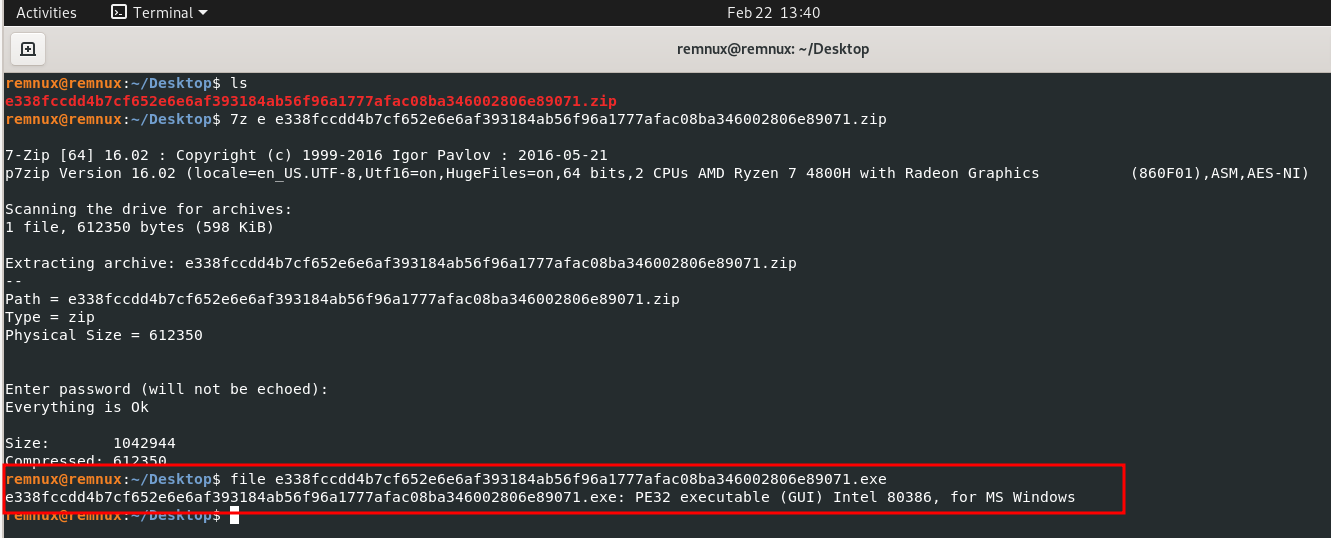 Activities Terminal Feb 22 13:40
remnux@remnux: ~/Desktop
remnux@remnux:~/Desktop$ ls
e338fccdd4b7cf652e6e6af393184ab56f96a1777afac08ba346002806e89071.zip
remnux@remnux:~/Desktop$ 7z e e338fccdd4b7cf652e6e6af393184ab56f96a1777afac08ba346002806e89071.zip
7-Zip [64] 16.02 : Copyright (c) 1999-2016 Igor Pavlov : 2016-05-21
p7zip Version 16.02 (locale=en_US.UTF-8,Utf16=on,HugeFiles=on,64 bits,2 CPUs AMD Ryzen 7 4800H with Radeon Graphics (860F01),ASM,AES-NI)
Scanning the drive for archives:
1 file, 612350 bytes (598 KiB)
Extracting archive: e338fccdd4b7cf652e6e6af393184ab56f96a1777afac08ba346002806e89071.zip
--
Path = e338fccdd4b7cf652e6e6af393184ab56f96a1777afac08ba346002806e89071.zip
Type = zip
Physical Size = 612350
Enter password (will not be echoed):
Everything is Ok
Size: 1042944
Compressed: 612350
remnux@remnux:~/Desktop$ file e338fccdd4b7cf652e6e6af393184ab56f96a1777afac08ba346002806e89071.exe
e338fccdd4b7cf652e6e6af393184ab56f96a1777afac08ba346002806e89071.exe: PE32 executable (GUI) Intel 80386, for MS Windows
remnux@remnux:~/Desktop$